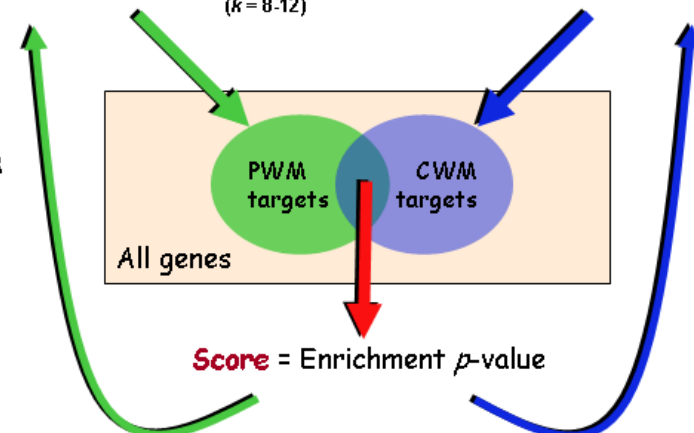 (k = 8-12)
PWM
targets
CWM
targets
All genes
Score = Enrichment p-value